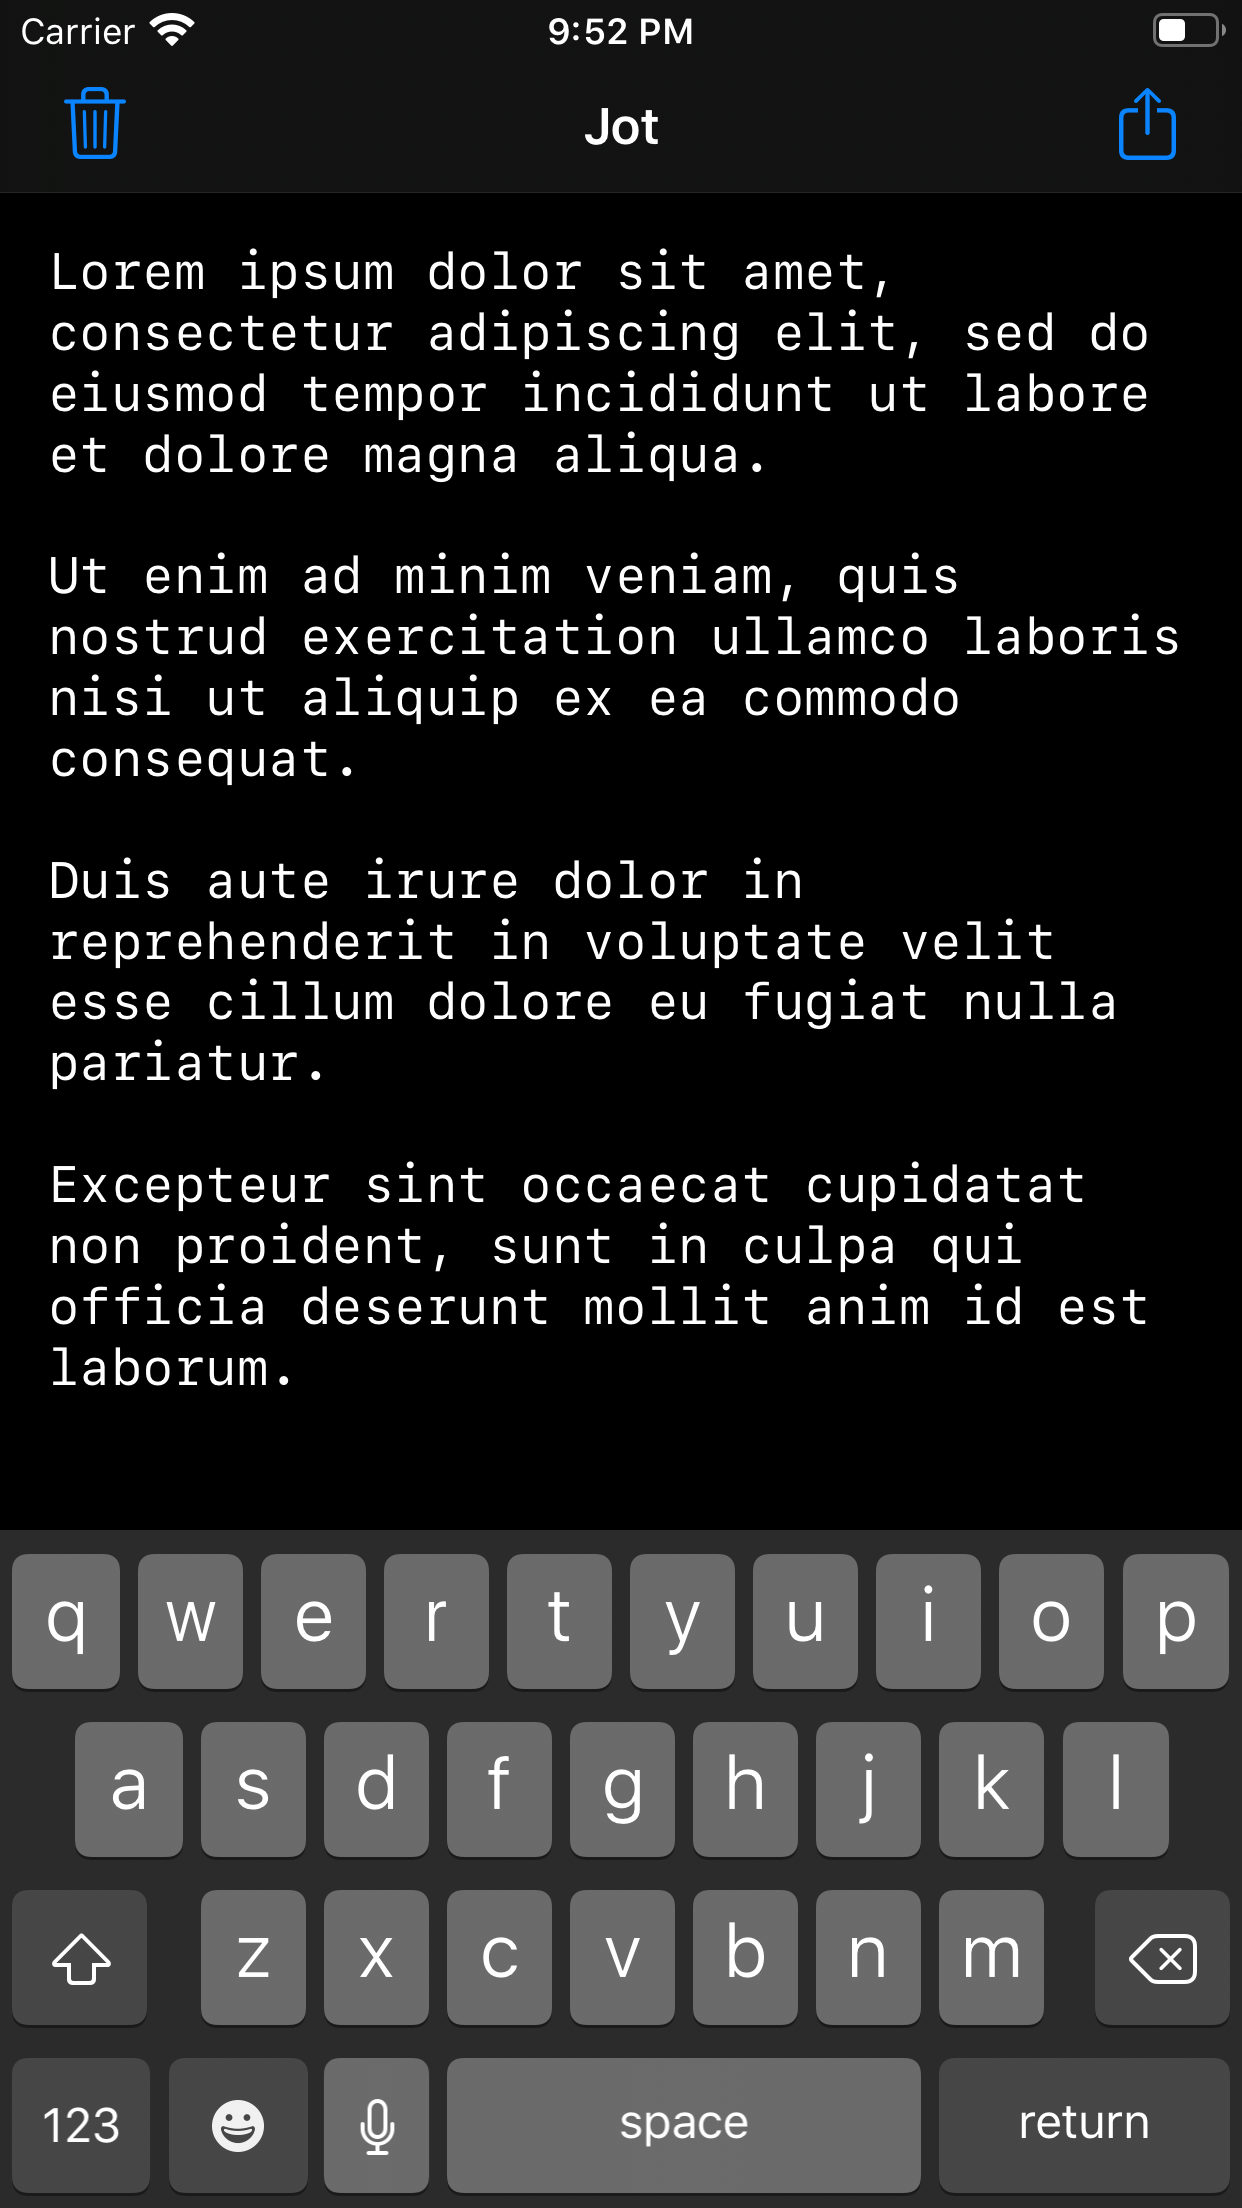 Carrier 9:52 PM
Jot
Lorem ipsum dolor sit amet,
consectetur adipiscing elit, sed do
eiusmod tempor incididunt ut labore
et dolore magna aliqua.
Ut enim ad minim veniam, quis
nostrud exercitation ullamco laboris
nisi ut aliquip ex ea commodo
consequat.
Duis aute irure dolor in
reprehenderit in voluptate velit
esse cillum dolore eu fugiat nulla
pariatur.
Excepteur sint occaecat cupidatat
non proident, sunt in culpa qui
officia deserunt mollit anim id est
laborum.
q w e r t y u i o p
a s d f g h j k l
z x c v b n m
123 space return